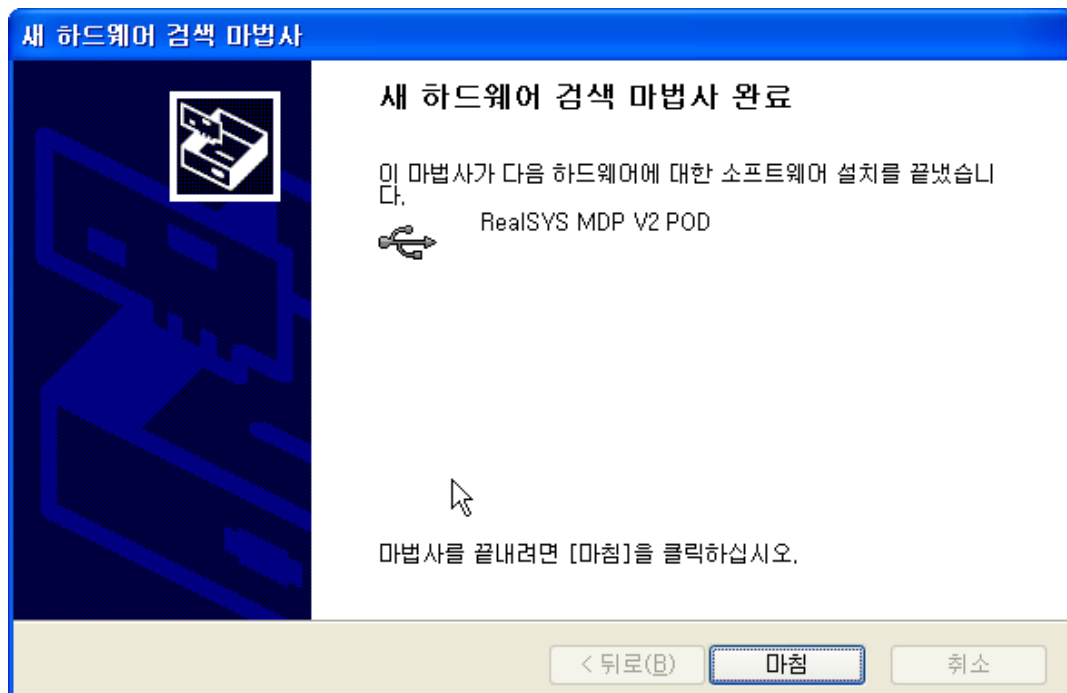 새 하드웨어 검색 마법사
새 하드웨어 검색 마법사 완료
이 마법사가 다음 하드웨어에 대한 소프트웨어 설치를 끝냈습니
다.
RealSYS MDP V2 POD
마법사를 끝내려면 [마침]을 클릭하십시오.
< 뒤로(B) 마침 취소